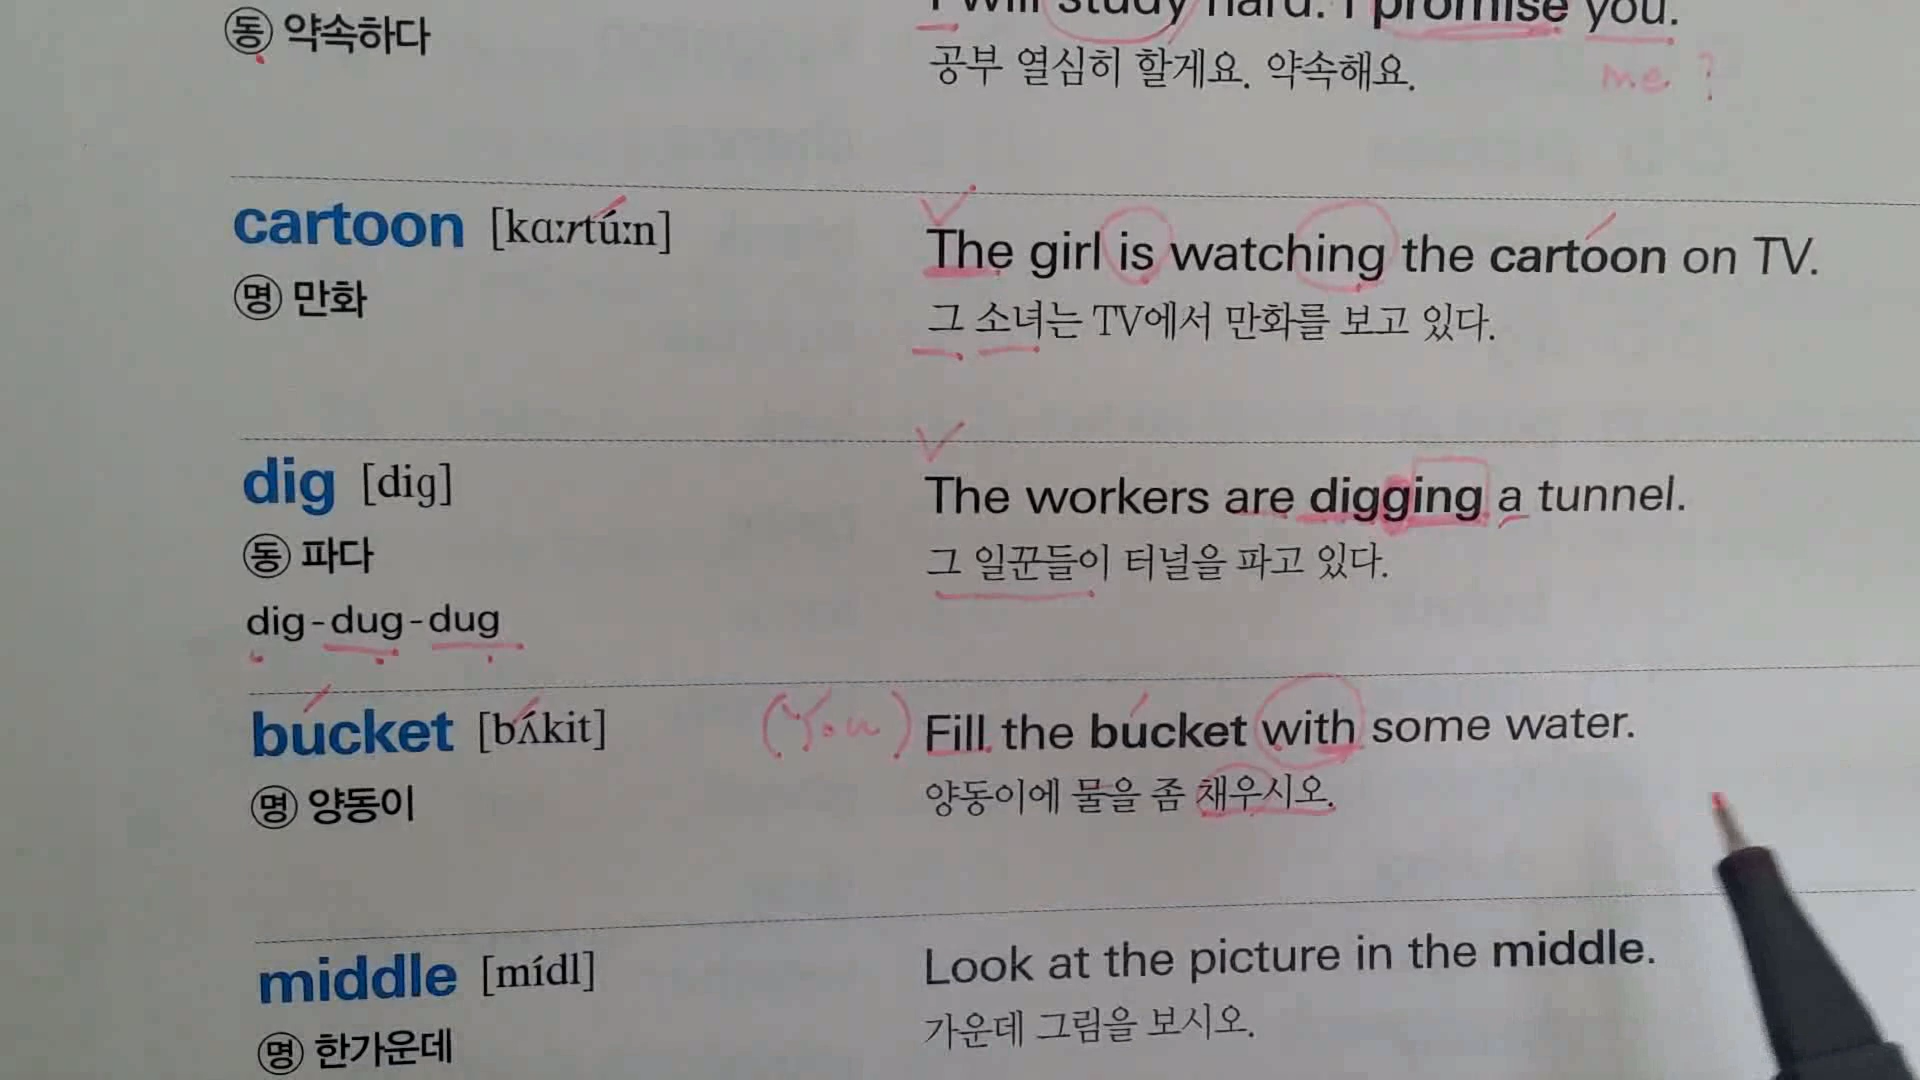 I will study hard. I promise you.
동 약속하다
공부 열심히 할게요. 약속해요.
me ?
cartoon [kɑːrtúːn]
The girl is watching the cartoon on TV.
명 만화
그 소녀는 TV에서 만화를 보고 있다.
dig [dig]
The workers are digging a tunnel.
동 파다
그 일꾼들이 터널을 파고 있다.
dig-dug-dug
bucket [bʌ́kit]
(You) Fill the bucket with some water.
명 양동이
양동이에 물을 좀 채우시오.
middle [mídl]
Look at the picture in the middle.
명 한가운데
가운데 그림을 보시오.